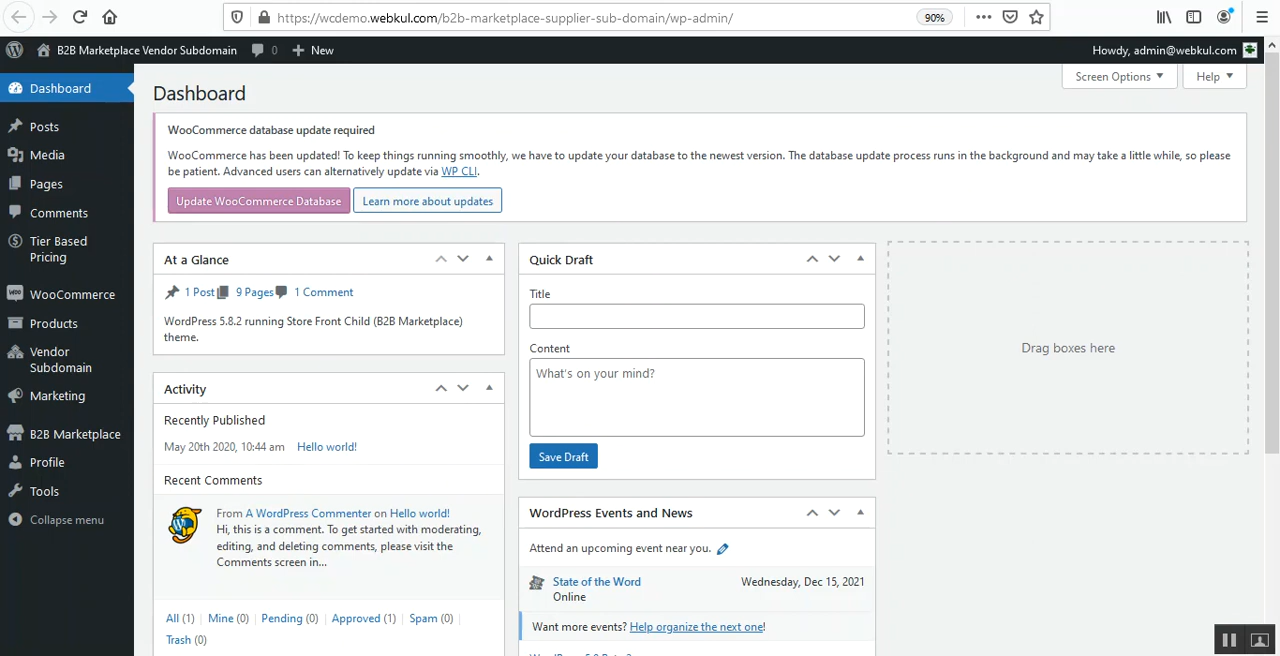 https://wcdemo.webkul.com/b2b-marketplace-supplier-sub-domain/wp-admin/
90%
B2B Marketplace Vendor Subdomain
0
New
Howdy, admin@webkul.com
Screen Options
Help
Dashboard
Posts
Media
Pages
Comments
Tier Based
Pricing
WooCommerce
Products
Vendor
Subdomain
Marketing
B2B Marketplace
Profile
Tools
Collapse menu
Dashboard
WooCommerce database update required
WooCommerce has been updated! To keep things running smoothly, we have to update your database to the newest version. The database update process runs in the background and may take a little while, so please
be patient. Advanced users can alternatively update via WP CLI.
Update WooCommerce Database
Learn more about updates
At a Glance
1 Post
9 Pages
1 Comment
WordPress 5.8.2 running Store Front Child (B2B Marketplace)
theme.
Activity
Recently Published
May 20th 2020, 10:44 am Hello world!
Recent Comments
From A WordPress Commenter on Hello world!
Hi, this is a comment. To get started with moderating,
editing, and deleting comments, please visit the
Comments screen in...
All (1) | Mine (0) | Pending (0) | Approved (1) | Spam (0) |
Trash (0)
Quick Draft
Title
Content
What's on your mind?
Save Draft
WordPress Events and News
Attend an upcoming event near you.
State of the Word Wednesday, Dec 15, 2021
Online
Want more events? Help organize the next one!
Drag boxes here